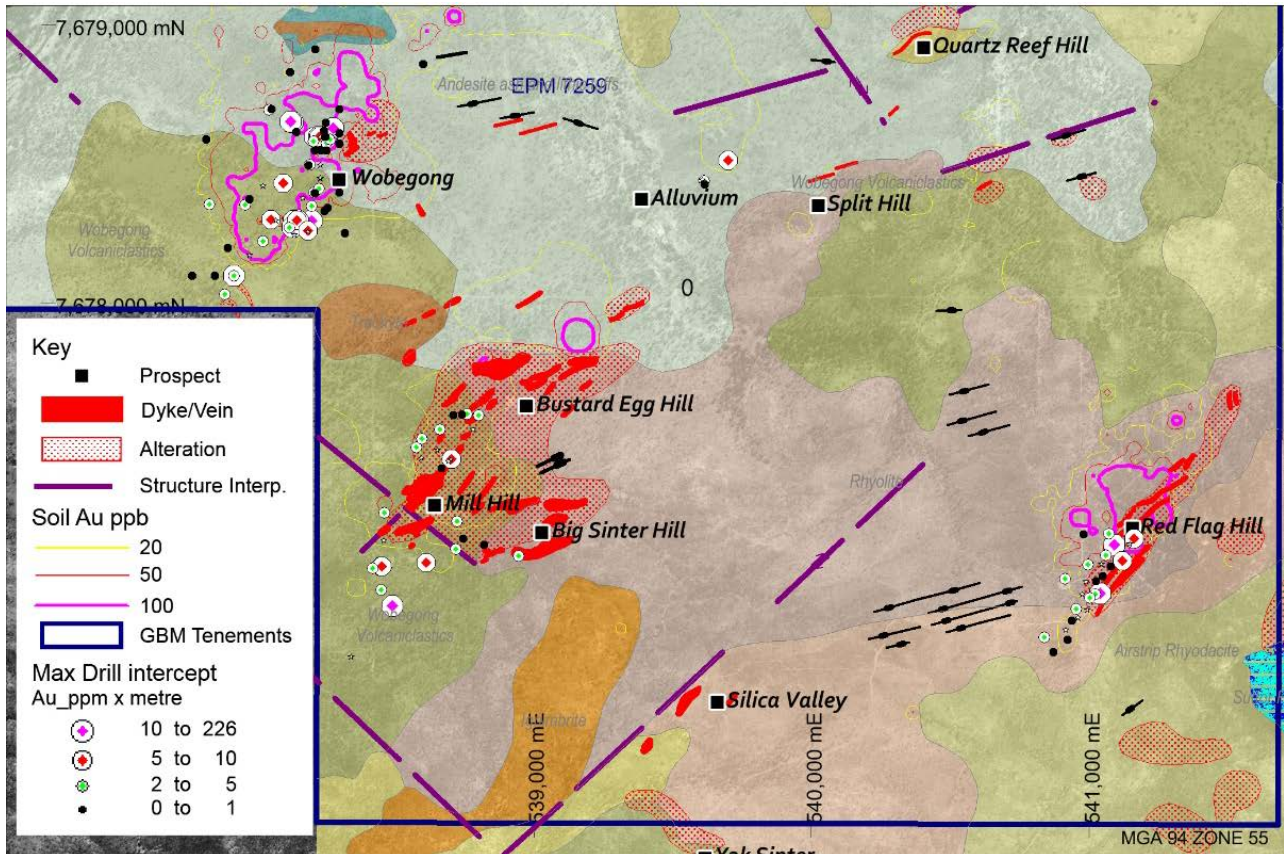 7,679,000 mN
Quartz Reef Hill
Andesite ash
EPM 7259
Wobegong
Wobegong Volcaniclastics
Alluvium
Split Hill
Wobegong
Volcaniclastics
0
7,678,000 mN
Key
Prospect
Dyke/Vein
Alteration
Structure Interp.
Soil Au ppb
20
50
100
GBM Tenements
Max Drill intercept
Au_ppm x metre
10 to 226
5 to 10
2 to 5
0 to 1
Bustard Egg Hill
Rhyolite
Mill Hill
Big Sinter Hill
Red Flag Hill
Wobegong
Volcaniclastics
Airstrip Rhyodacite
Silica Valley
539,000 mE
540,000 mE
541,000 mE
MGA 94 ZONE 55
Yok Sinter